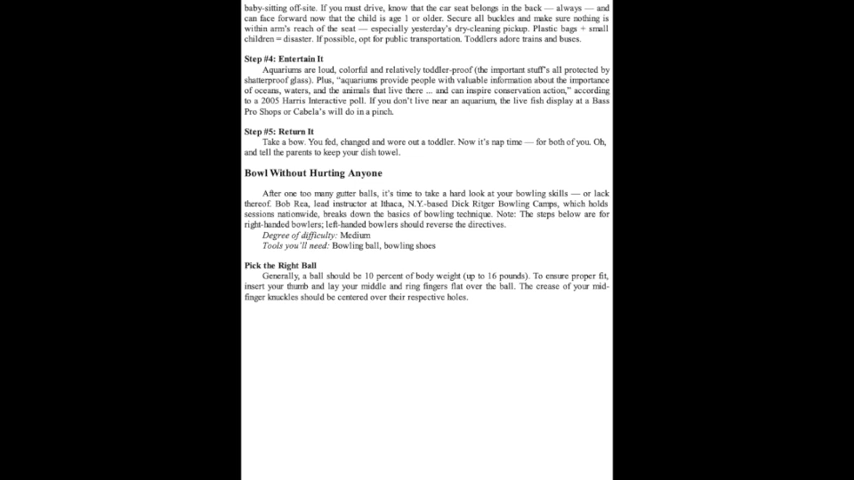 baby-sitting off-site. If you must drive, know that the car seat belongs in the back — always — and
can face forward now that the child is age 1 or older. Secure all buckles and make sure nothing is
within arm's reach of the seat — especially yesterday's dry-cleaning pickup. Plastic bags + small
children = disaster. If possible, opt for public transportation. Toddlers adore trains and buses.
Step #4: Entertain It
Aquariums are loud, colorful and relatively toddler-proof (the important stuff's all protected by
shatterproof glass). Plus, "aquariums provide people with valuable information about the importance
of oceans, waters, and the animals that live there ... and can inspire conservation action," according
to a 2005 Harris Interactive poll. If you don't live near an aquarium, the live fish display at a Bass
Pro Shops or Cabela's will do in a pinch.
Step #5: Return It
Take a bow. You fed, changed and wore out a toddler. Now it's nap time — for both of you. Oh,
and tell the parents to keep your dish towel.
Bowl Without Hurting Anyone
After one too many gutter balls, it's time to take a hard look at your bowling skills — or lack
thereof. Bob Rea, lead instructor at Ithaca, N.Y.-based Dick Ritger Bowling Camps, which holds
sessions nationwide, breaks down the basics of bowling technique. Note: The steps below are for
right-handed bowlers; left-handed bowlers should reverse the directives.
Degree of difficulty: Medium
Tools you'll need: Bowling ball, bowling shoes
Pick the Right Ball
Generally, a ball should be 10 percent of body weight (up to 16 pounds). To ensure proper fit,
insert your thumb and lay your middle and ring fingers flat over the ball. The crease of your mid-
finger knuckles should be centered over their respective holes.